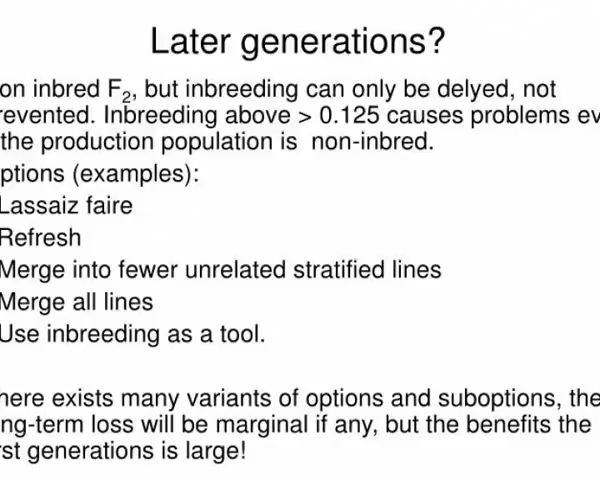 Later generations?
on inbred F₂, but inbreeding can only be delyed, not
revented. Inbreeding above > 0.125 causes problems ev
the production population is non-inbred.
ptions (examples):
Lassaiz faire
Refresh
Merge into fewer unrelated stratified lines
Merge all lines
Use inbreeding as a tool.
here exists many variants of options and suboptions, the
ng-term loss will be marginal if any, but the benefits the
rst generations is large!